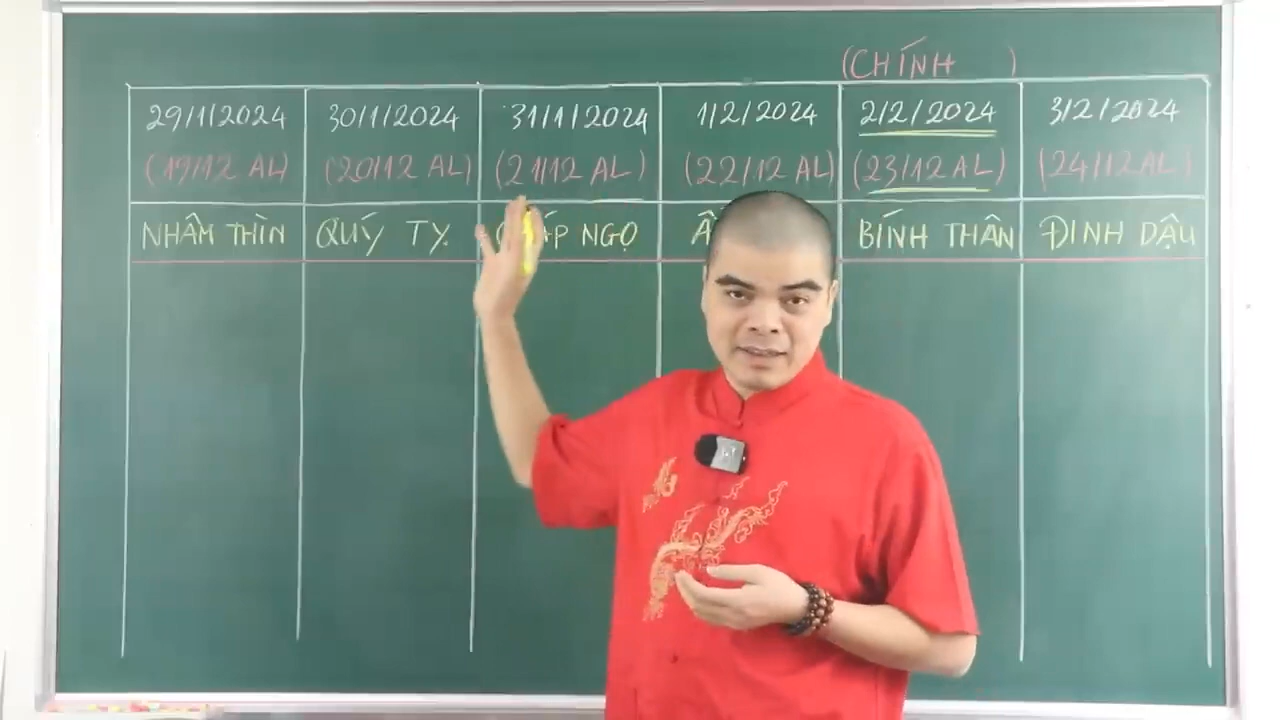 (CHÍNH )
29/1/2024 30/1/2024 31/1/2024 1/2/2024 2/2/2024 3/2/2024
(19/12 AL) (20/12 AL) (21/12 AL) (22/12 AL) (23/12 AL) (24/12 AL)
NHÂM THÌN QUÝ TỴ NGỌ BÍNH THÂN ĐINH DẬU